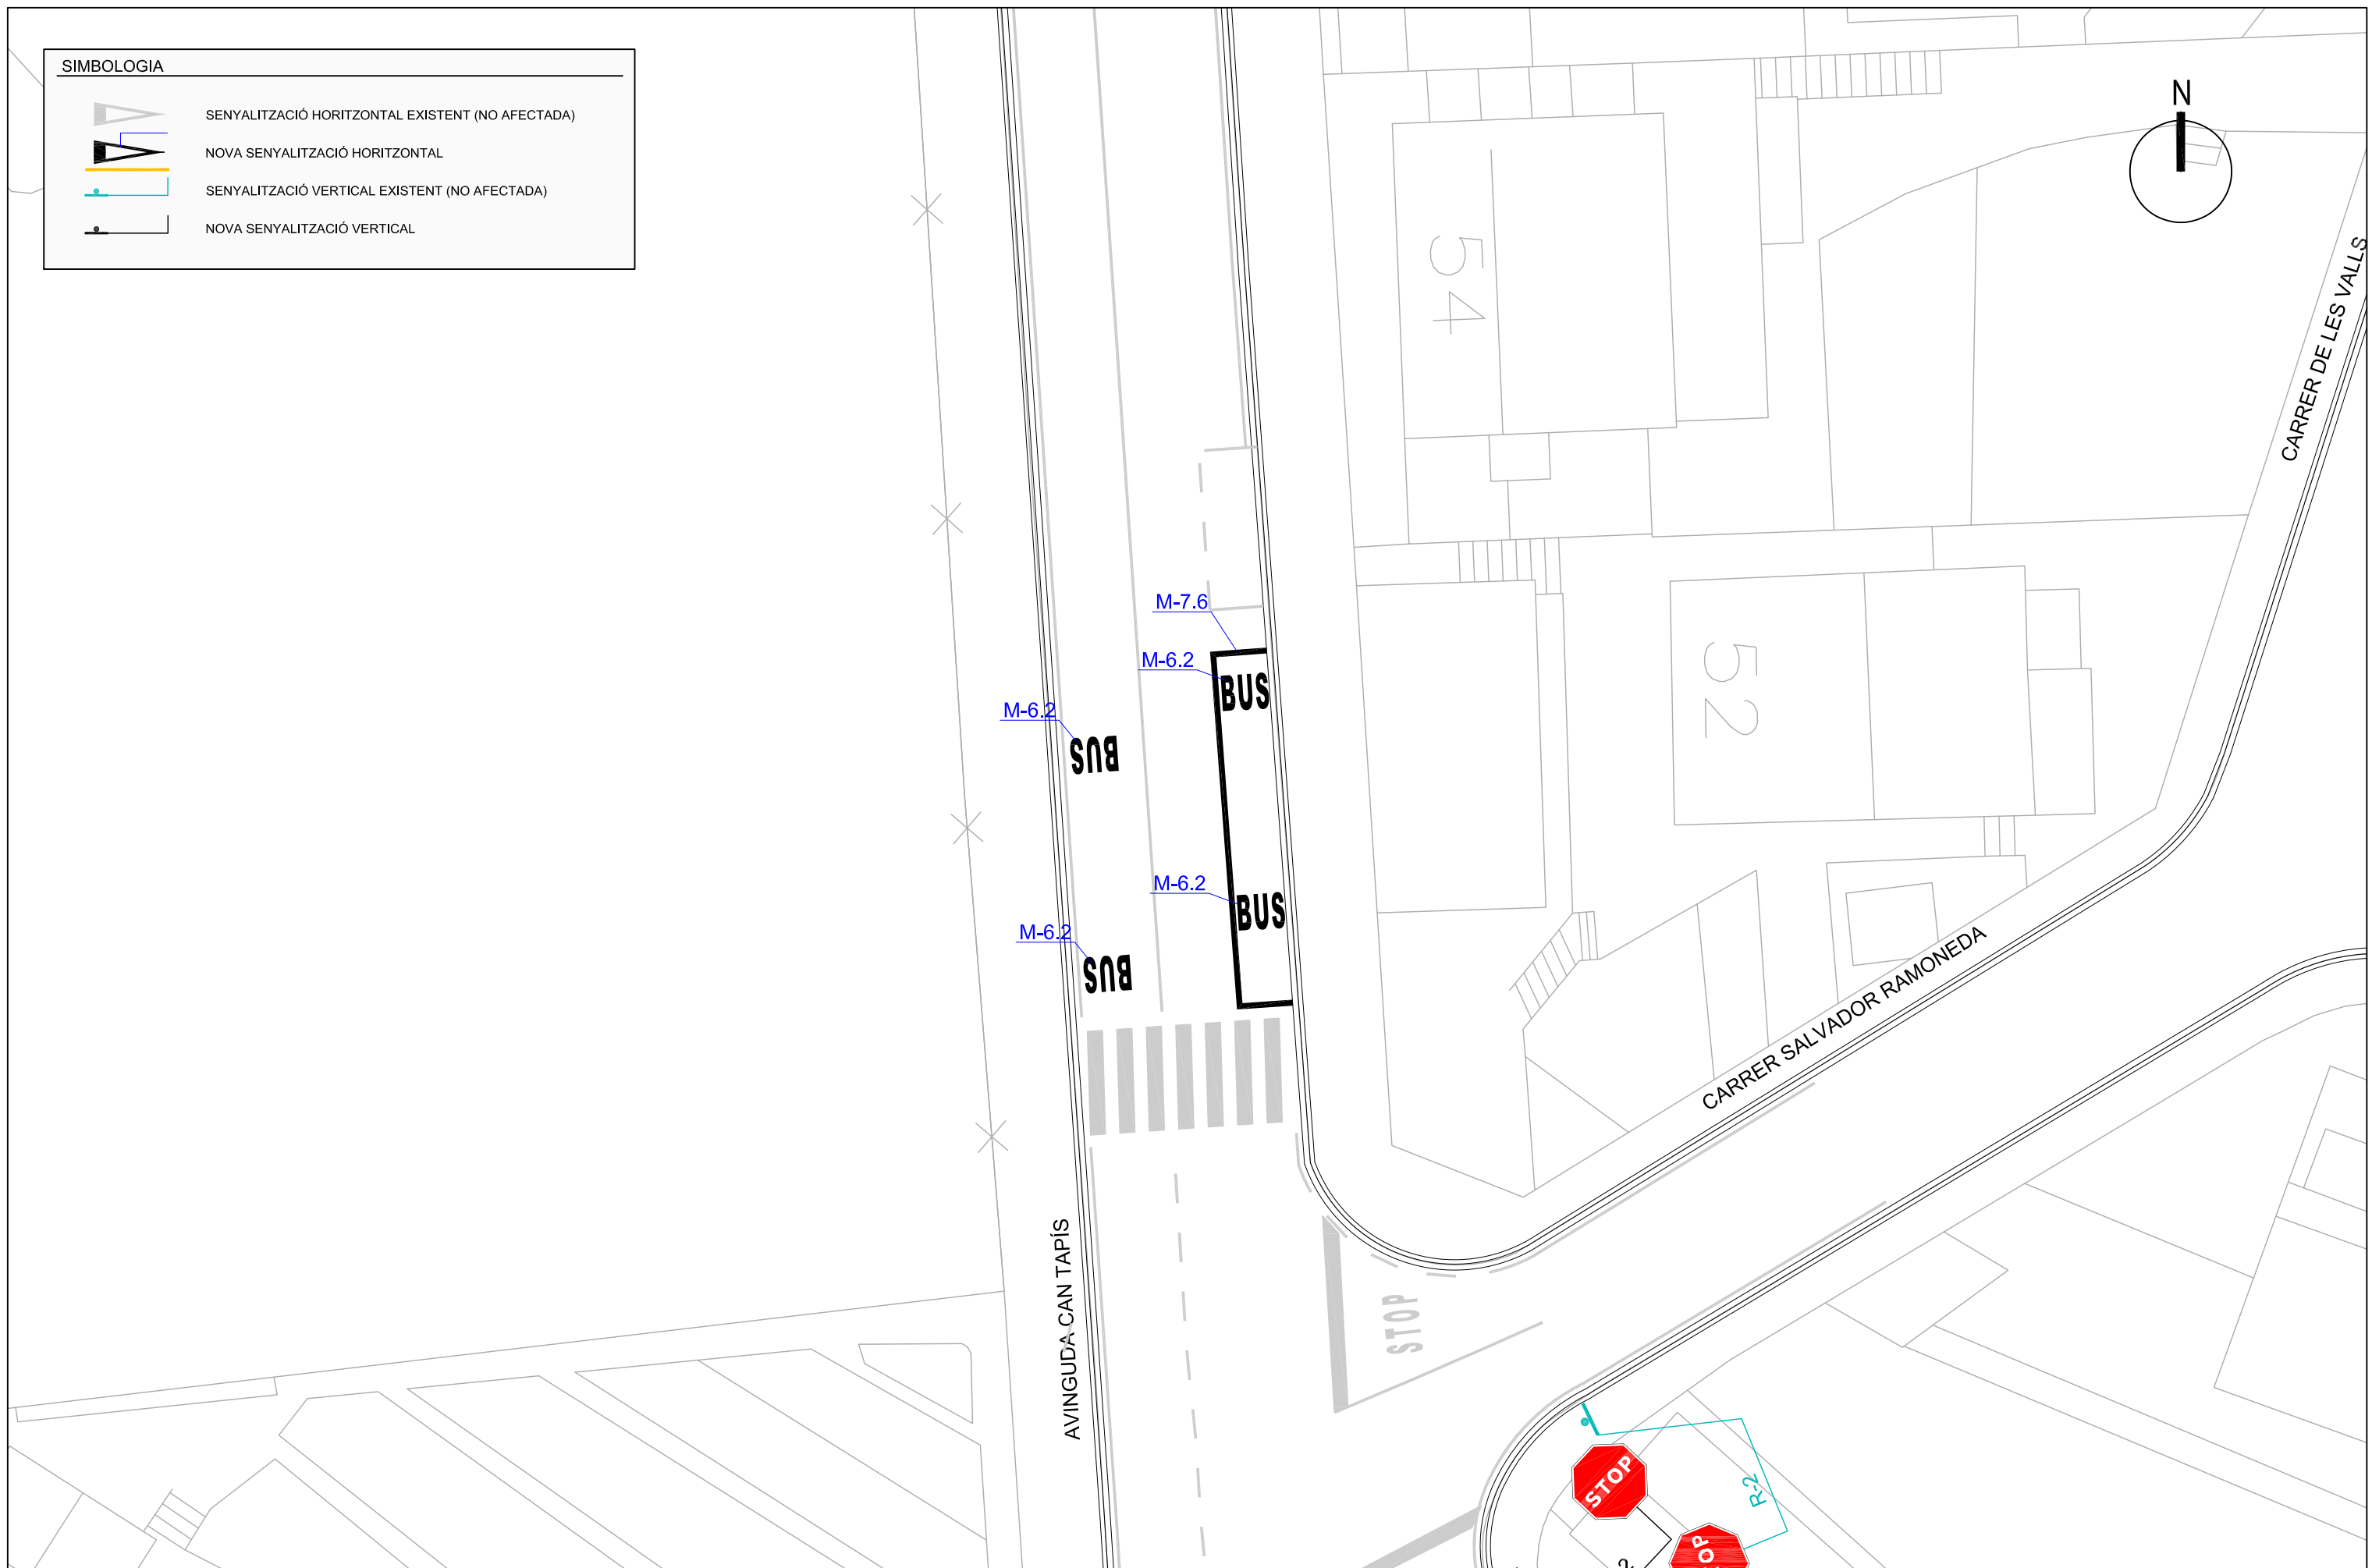 SIMBOLOGIA
SENYALITZACIÓ HORITZONTAL EXISTENT (NO AFECTADA)
NOVA SENYALITZACIÓ HORITZONTAL
SENYALITZACIÓ VERTICAL EXISTENT (NO AFECTADA)
NOVA SENYALITZACIÓ VERTICAL
N
54
CARRER DE LES VALLS
M-7.6
M-6.2
BUS
52
M-6.2
BUS
M-6.2
BUS
M-6.2
BUS
CARRER SALVADOR RAMONEDA
AVINGUDA CAN TAPÍS
STOP
STOP
R-2